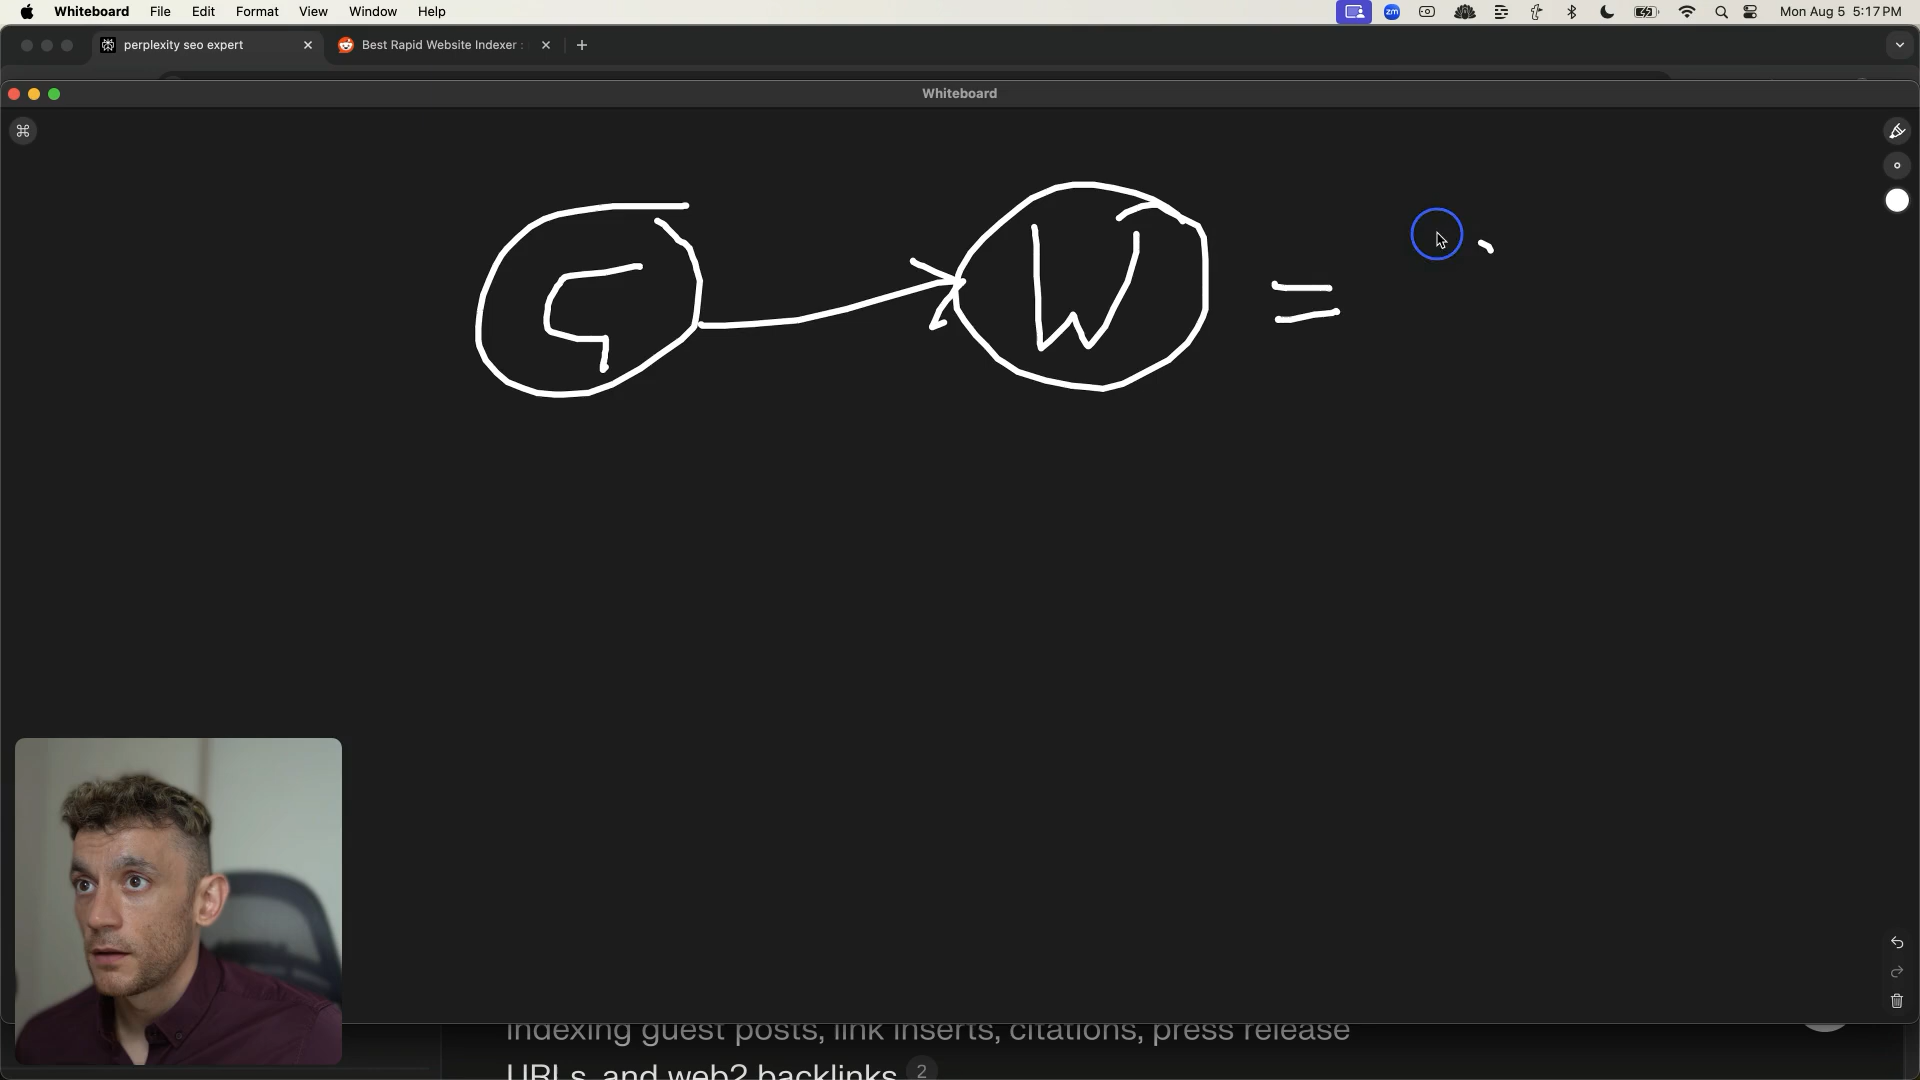 Whiteboard File Edit Format View Window Help Mon Aug 5 5:17 PM
perplexity seo expert Best Rapid Website Indexer :
Whiteboard
G W =
indexing guest posts, link inserts, citations, press release
URLs, and web2 backlinks 2